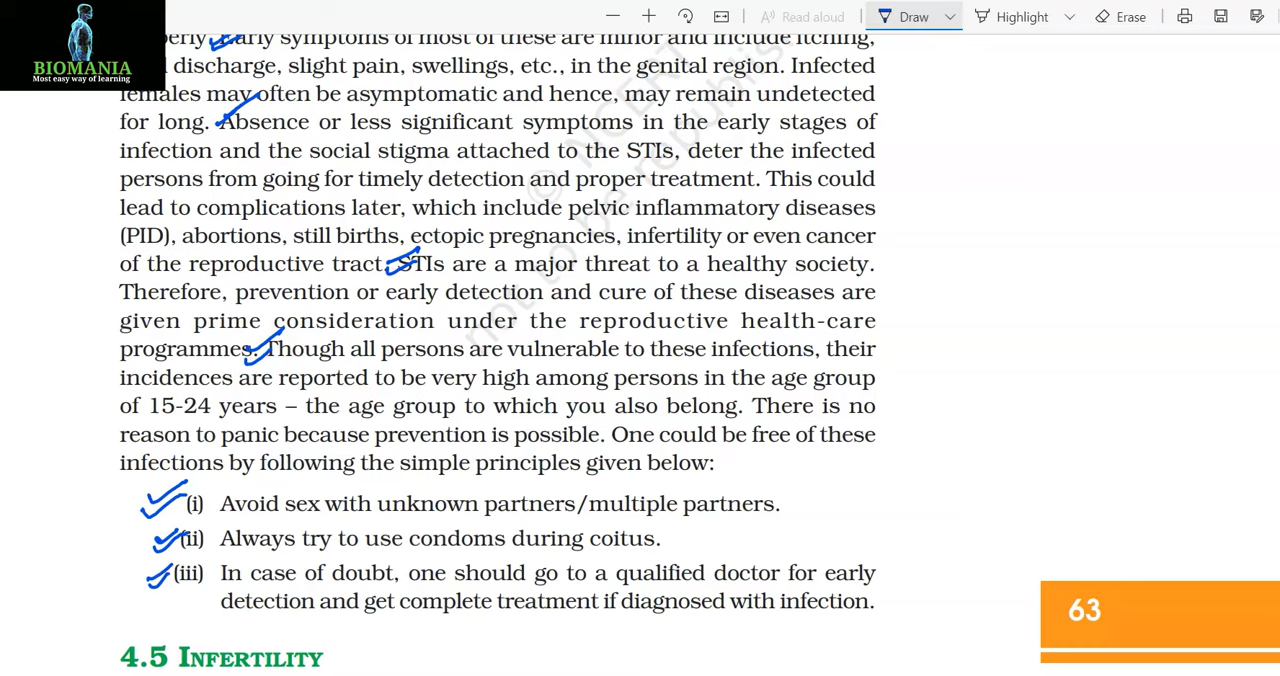 Read aloud
Draw
Highlight
Erase
BIOMANIA
Most easy way of learning
Early symptoms of most of these are minor and include itching,
discharge, slight pain, swellings, etc., in the genital region. Infected
females may often be asymptomatic and hence, may remain undetected
for long. Absence or less significant symptoms in the early stages of
infection and the social stigma attached to the STIs, deter the infected
persons from going for timely detection and proper treatment. This could
lead to complications later, which include pelvic inflammatory diseases
(PID), abortions, still births, ectopic pregnancies, infertility or even cancer
of the reproductive tract. STIs are a major threat to a healthy society.
Therefore, prevention or early detection and cure of these diseases are
given prime consideration under the reproductive health-care
programmes. Though all persons are vulnerable to these infections, their
incidences are reported to be very high among persons in the age group
of 15-24 years – the age group to which you also belong. There is no
reason to panic because prevention is possible. One could be free of these
infections by following the simple principles given below:
(i) Avoid sex with unknown partners/multiple partners.
(ii) Always try to use condoms during coitus.
(iii) In case of doubt, one should go to a qualified doctor for early
detection and get complete treatment if diagnosed with infection.
63
4.5 INFERTILITY
© NCERT
not to be republis